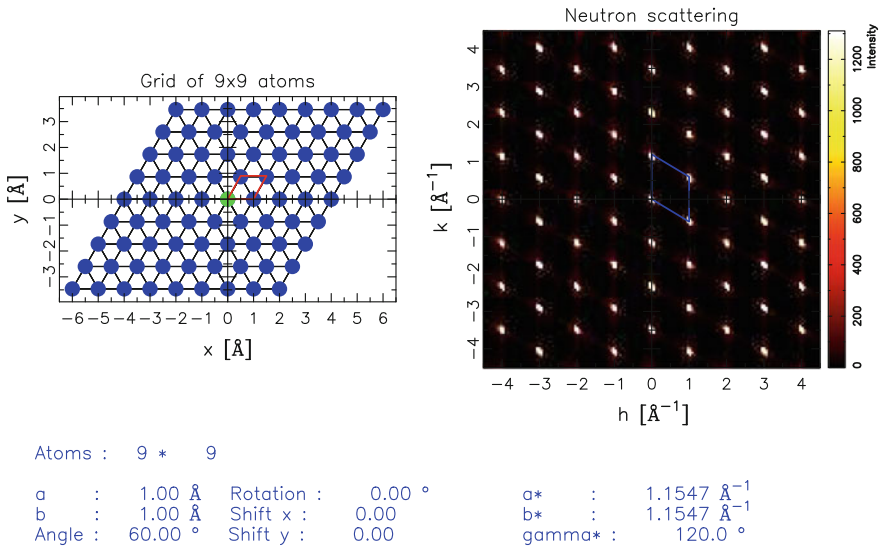 Neutron scattering
Grid of 9x9 atoms
3
2
1
0
−1
−2
−3
y [Å]
−6 −5 −4 −3 −2 −1 0 1 2 3 4 5 6
x [Å]
4
3
2
1
0
−1
−2
−3
−4
k [Å⁻¹]
−4 −3 −2 −1 0 1 2 3 4
h [Å⁻¹]
1200
1000
800
600
400
200
0
Intensity
Atoms : 9 * 9
a : 1.00 Å Rotation : 0.00 ° a* : 1.1547 Å⁻¹
b : 1.00 Å Shift x : 0.00 b* : 1.1547 Å⁻¹
Angle : 60.00 ° Shift y : 0.00 gamma* : 120.0 °